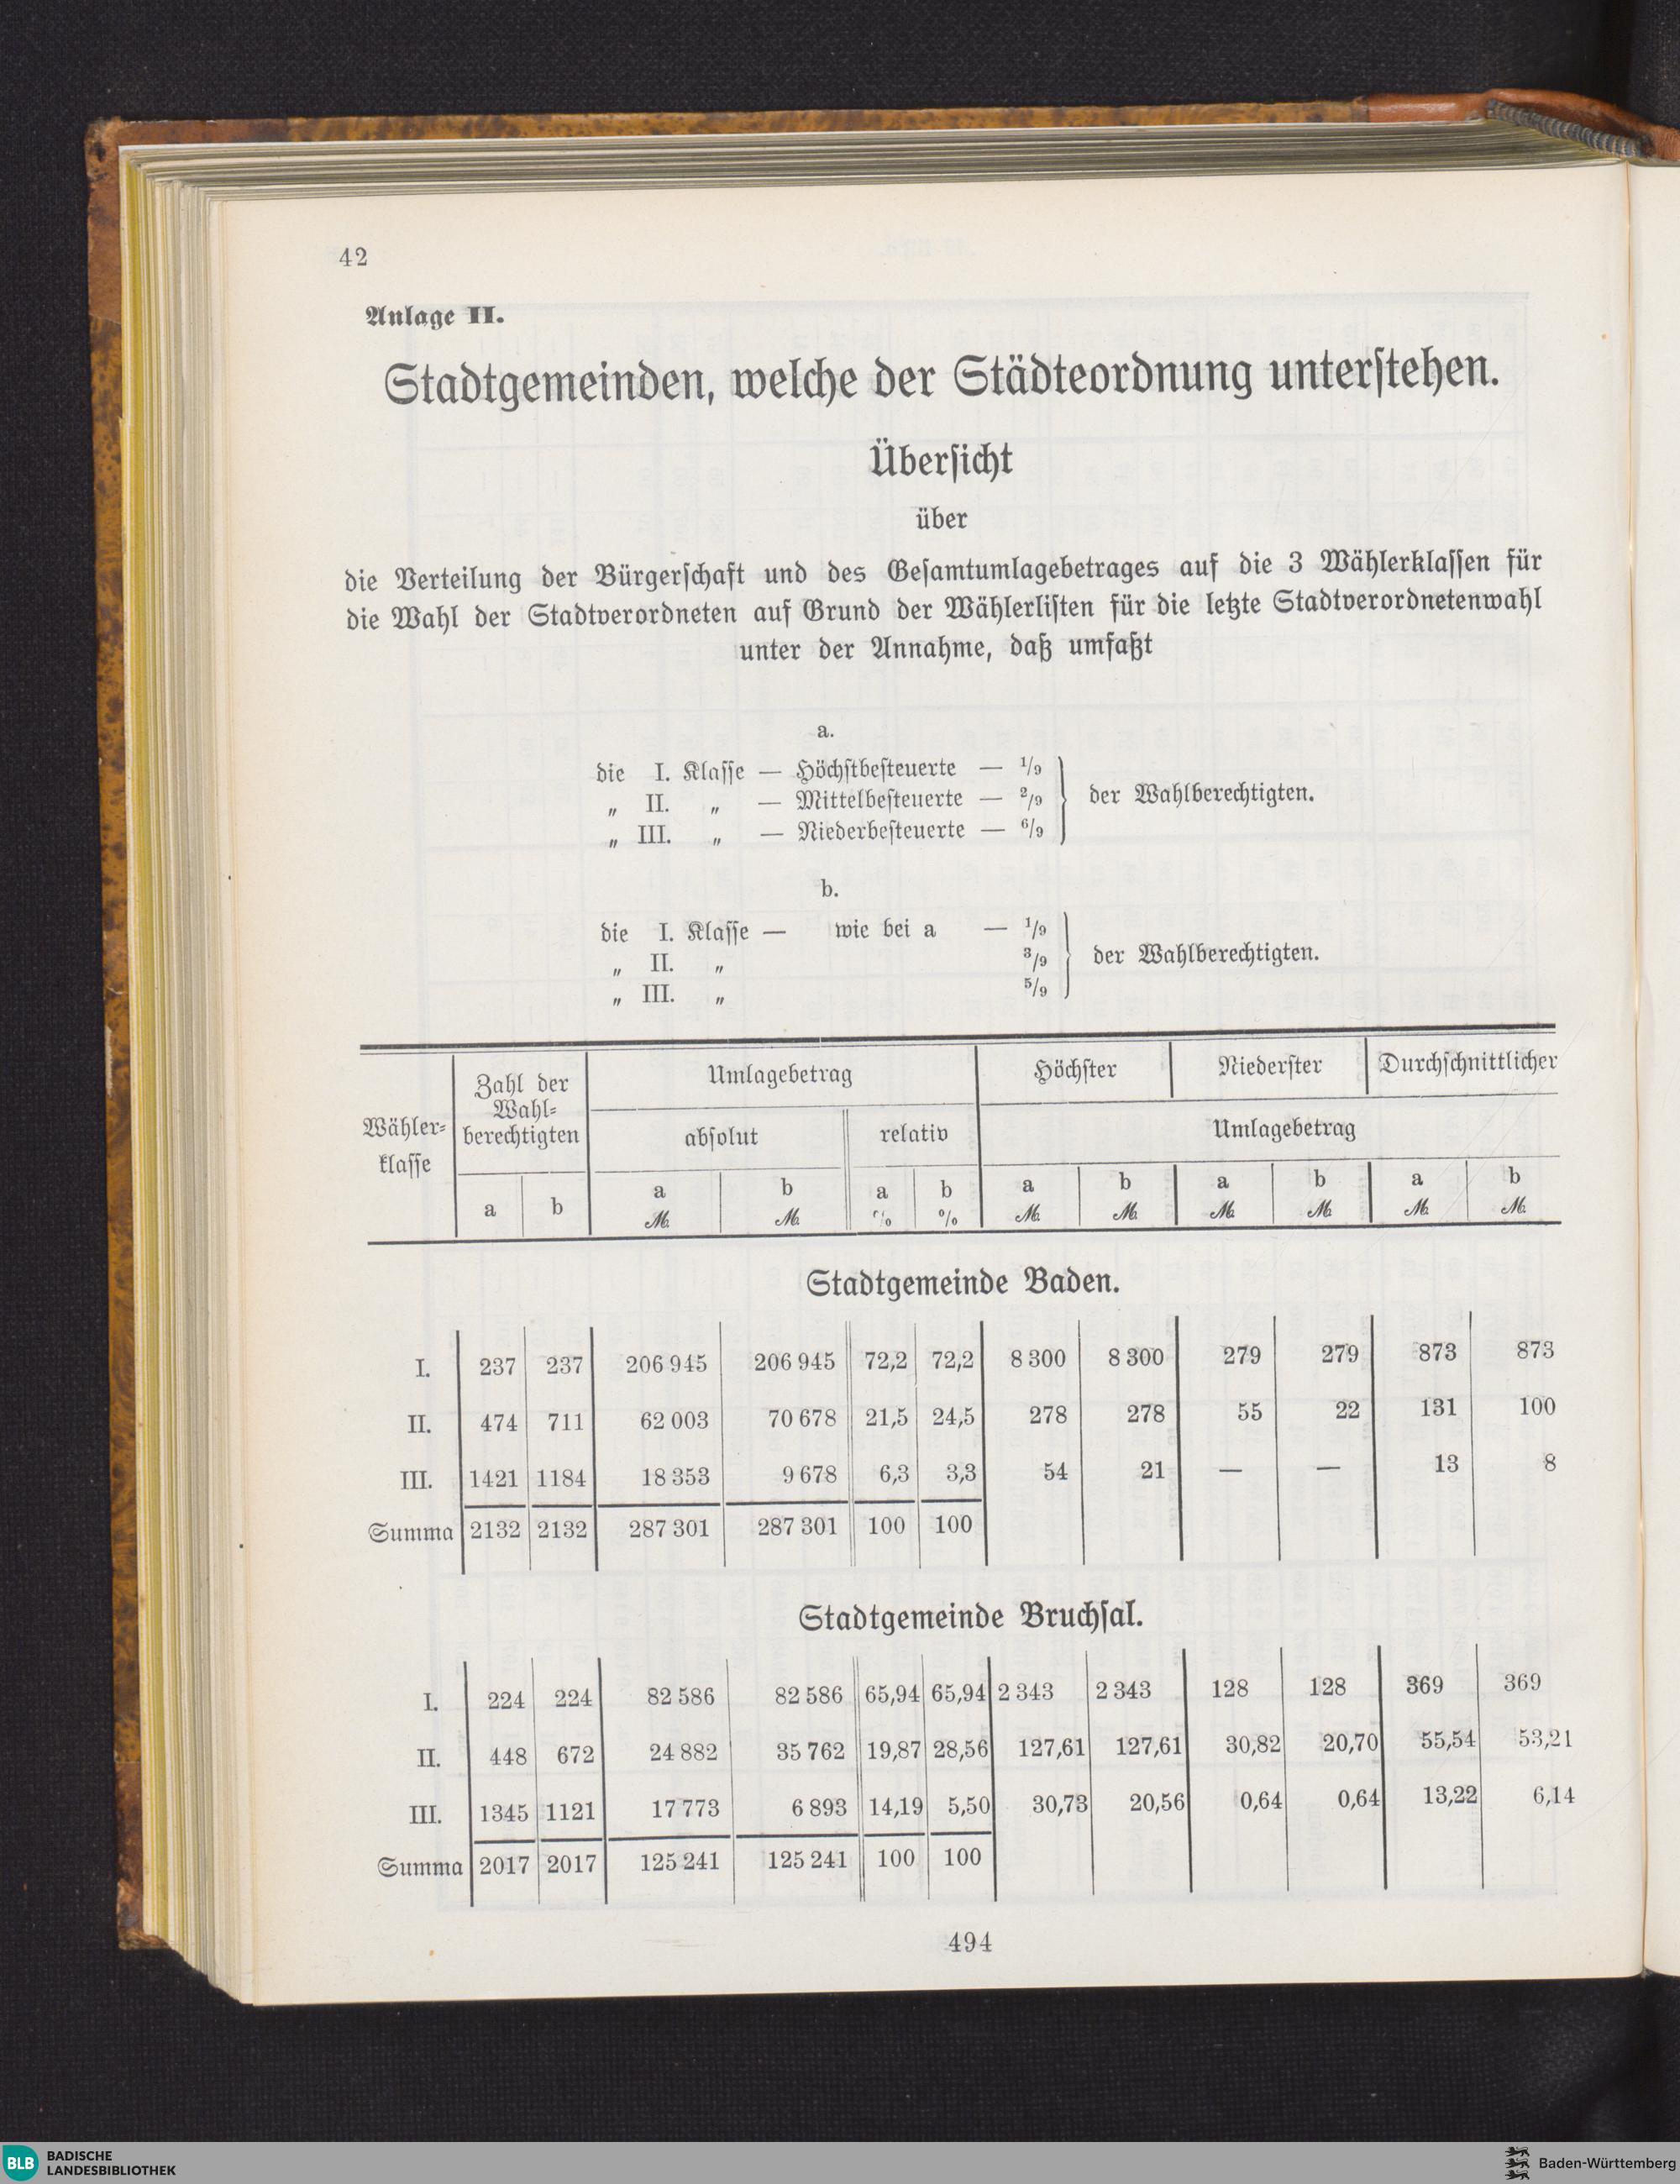 42
Anlage II.
Stadtgemeinden, welche der Städteordnung unterstehen.
Übersicht
über
die Verteilung der Bürgerschaft und des Gesamtumlagebetrages auf die 3 Wählerklassen für
die Wahl der Stadtverordneten auf Grund der Wählerlisten für die letzte Stadtverordnetenwahl
unter der Annahme, daß umfaßt
a.
die I. Klasse — Höchstbesteuerte — 1/9
„ II. „ — Mittelbesteuerte — 2/9 der Wahlberechtigten.
„ III. „ — Niederbesteuerte — 6/9
b.
die I. Klasse — wie bei a — 1/9
„ II. „ 3/9 der Wahlberechtigten.
„ III. „ 5/9
Wähler-
klasse
Zahl der
Wahl-
berechtigten
Umlagebetrag
Höchster Niederster Durchschnittlicher
absolut relativ
Umlagebetrag
a b a b a b a b a b a b
M. M. % % M. M. M. M. M. M.
Stadtgemeinde Baden.
I. 237 237 206 945 206 945 72,2 72,2 8 300 8 300 279 279 873 873
II. 474 711 62 003 70 678 21,5 24,5 278 278 55 22 131 100
III. 1421 1184 18 353 9 678 6,3 3,3 54 21 — — 13 8
Summa 2132 2132 287 301 287 301 100 100
Stadtgemeinde Bruchsal.
I. 224 224 82 586 82 586 65,94 65,94 2 343 2 343 128 128 369 369
II. 448 672 24 882 35 762 19,87 28,56 127,61 127,61 30,82 20,70 55,54 53,21
III. 1345 1121 17 773 6 893 14,19 5,50 30,73 20,56 0,64 0,64 13,22 6,14
Summa 2017 2017 125 241 125 241 100 100
494
BLB BADISCHE
LANDESBIBLIOTHEK
Baden-Württemberg